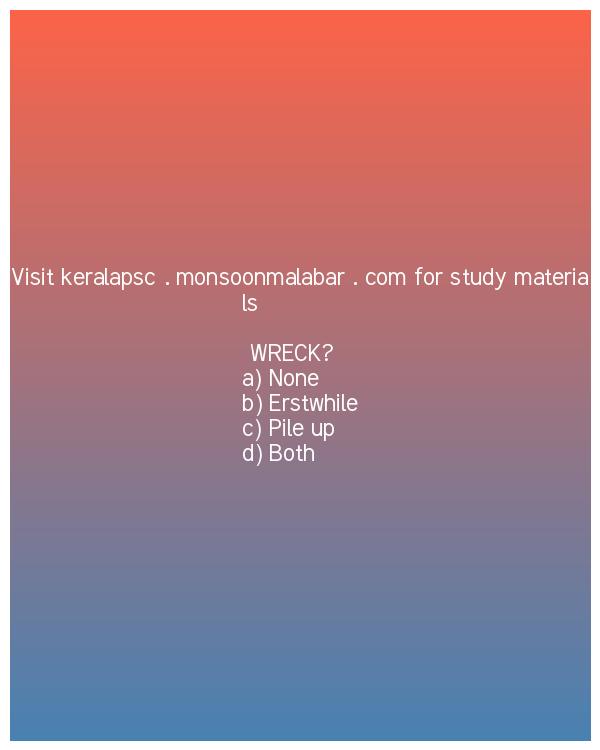 Visit keralapsc . monsoonmalabar . com for study materia
ls
WRECK?
a) None
b) Erstwhile
c) Pile up
d) Both